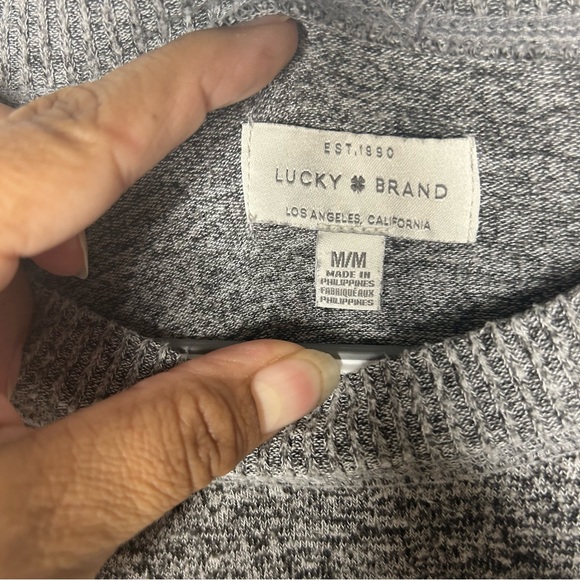 EST.1990
LUCKY BRAND
LOS ANGELES, CALIFORNIA
M/M
MADE IN
PHILIPPINES
FABRIQUÉ AUX
PHILIPPINES